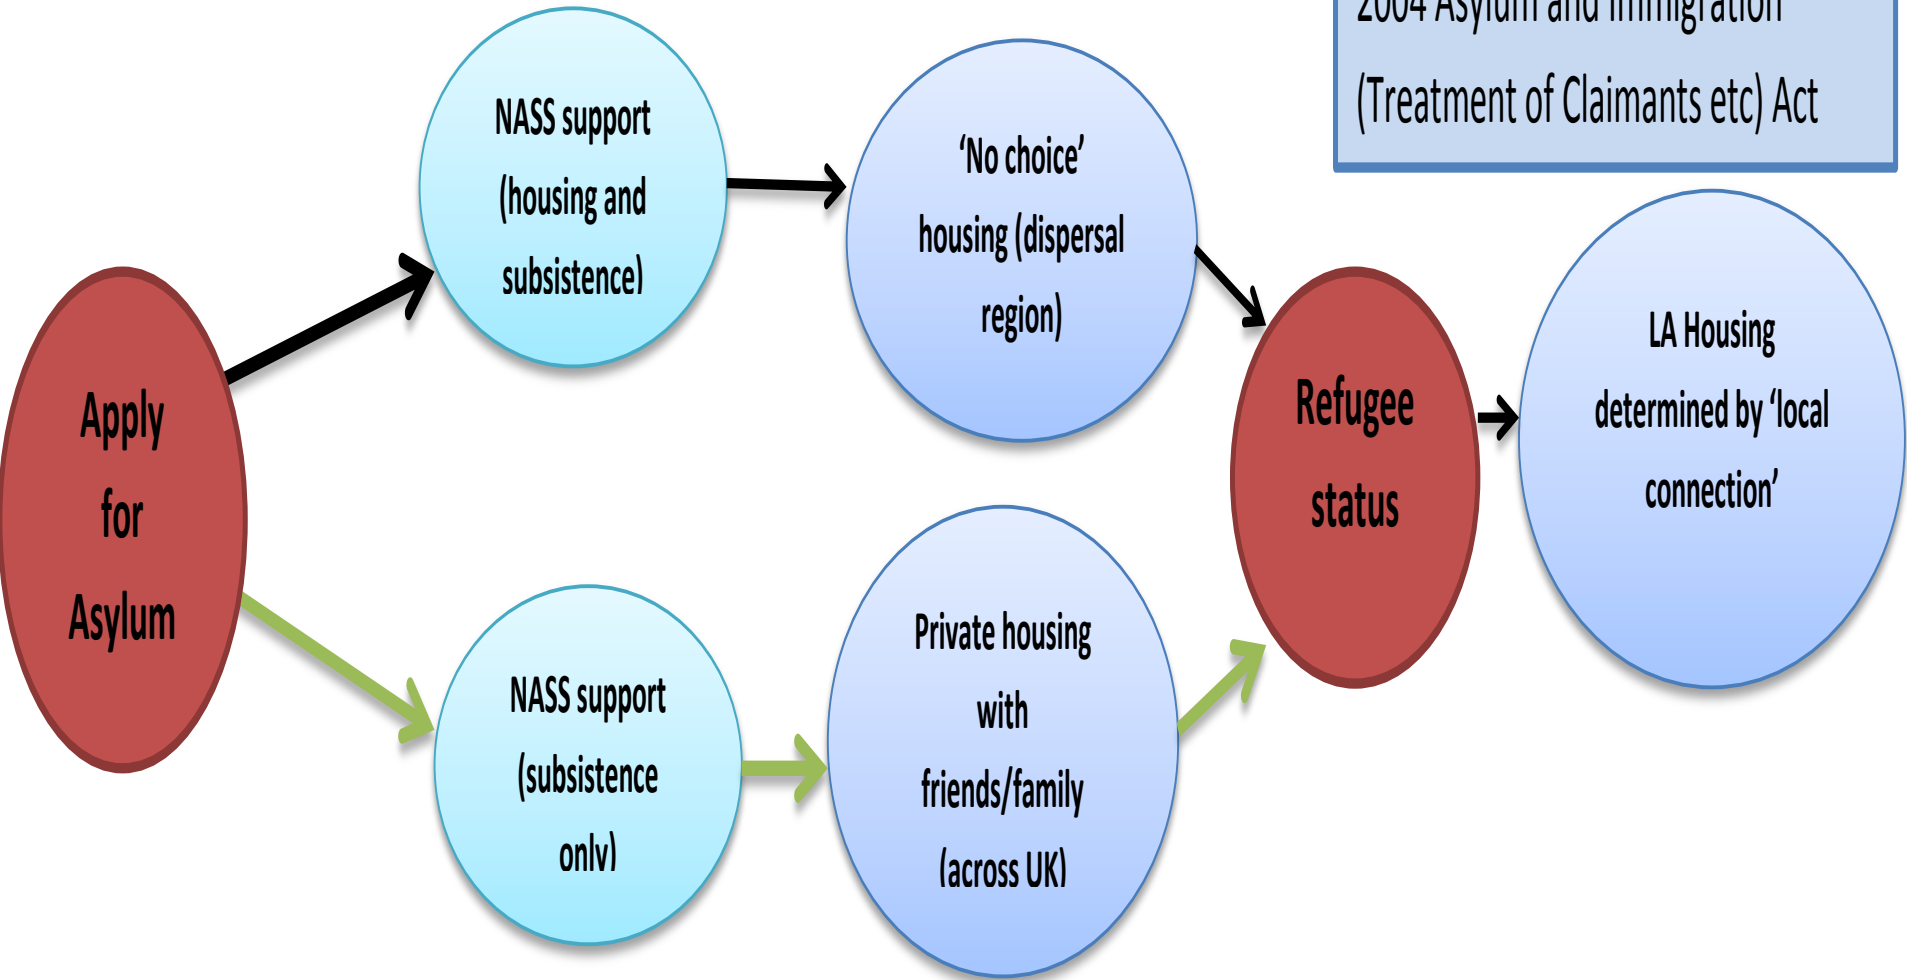 2004 Asylum and Immigration
(Treatment of Claimants etc) Act
NASS support
(housing and
subsistence)
‘No choice’
housing (dispersal
region)
Apply
for
Asylum
Refugee
status
LA Housing
determined by ‘local
connection’
NASS support
(subsistence
only)
Private housing
with
friends/family
(across UK)